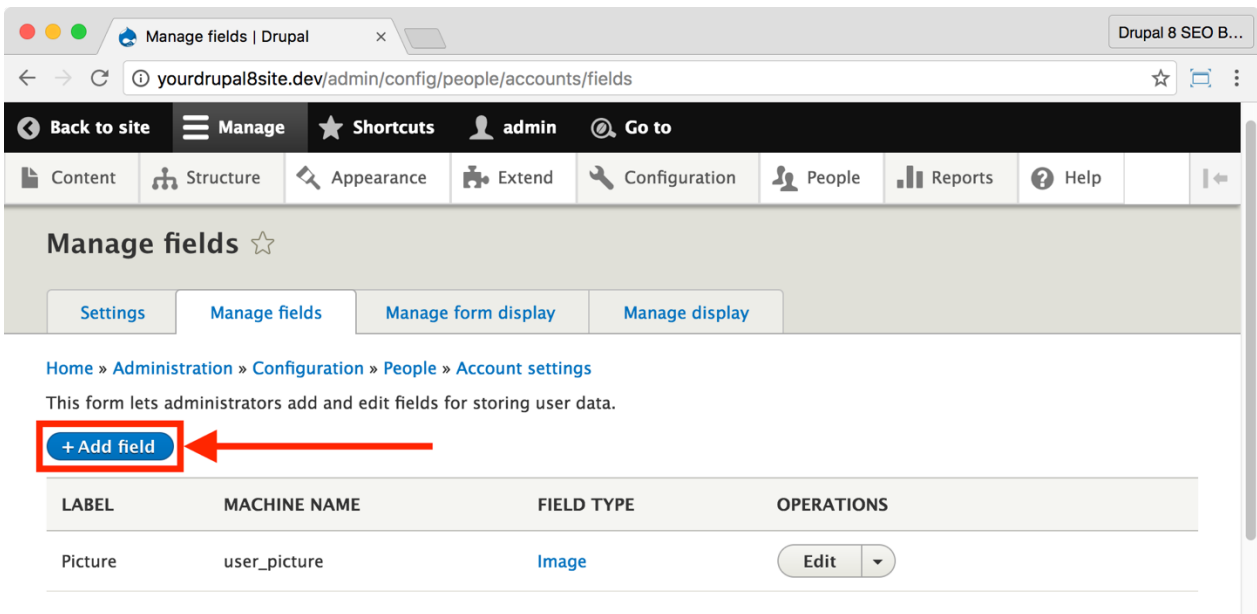 Manage fields | Drupal
Drupal 8 SEO B...
yourdrupal8site.dev/admin/config/people/accounts/fields
Back to site Manage Shortcuts admin Go to
Content Structure Appearance Extend Configuration People Reports Help
Manage fields
Settings Manage fields Manage form display Manage display
Home » Administration » Configuration » People » Account settings
This form lets administrators add and edit fields for storing user data.
+ Add field
LABEL MACHINE NAME FIELD TYPE OPERATIONS
Picture user_picture Image Edit